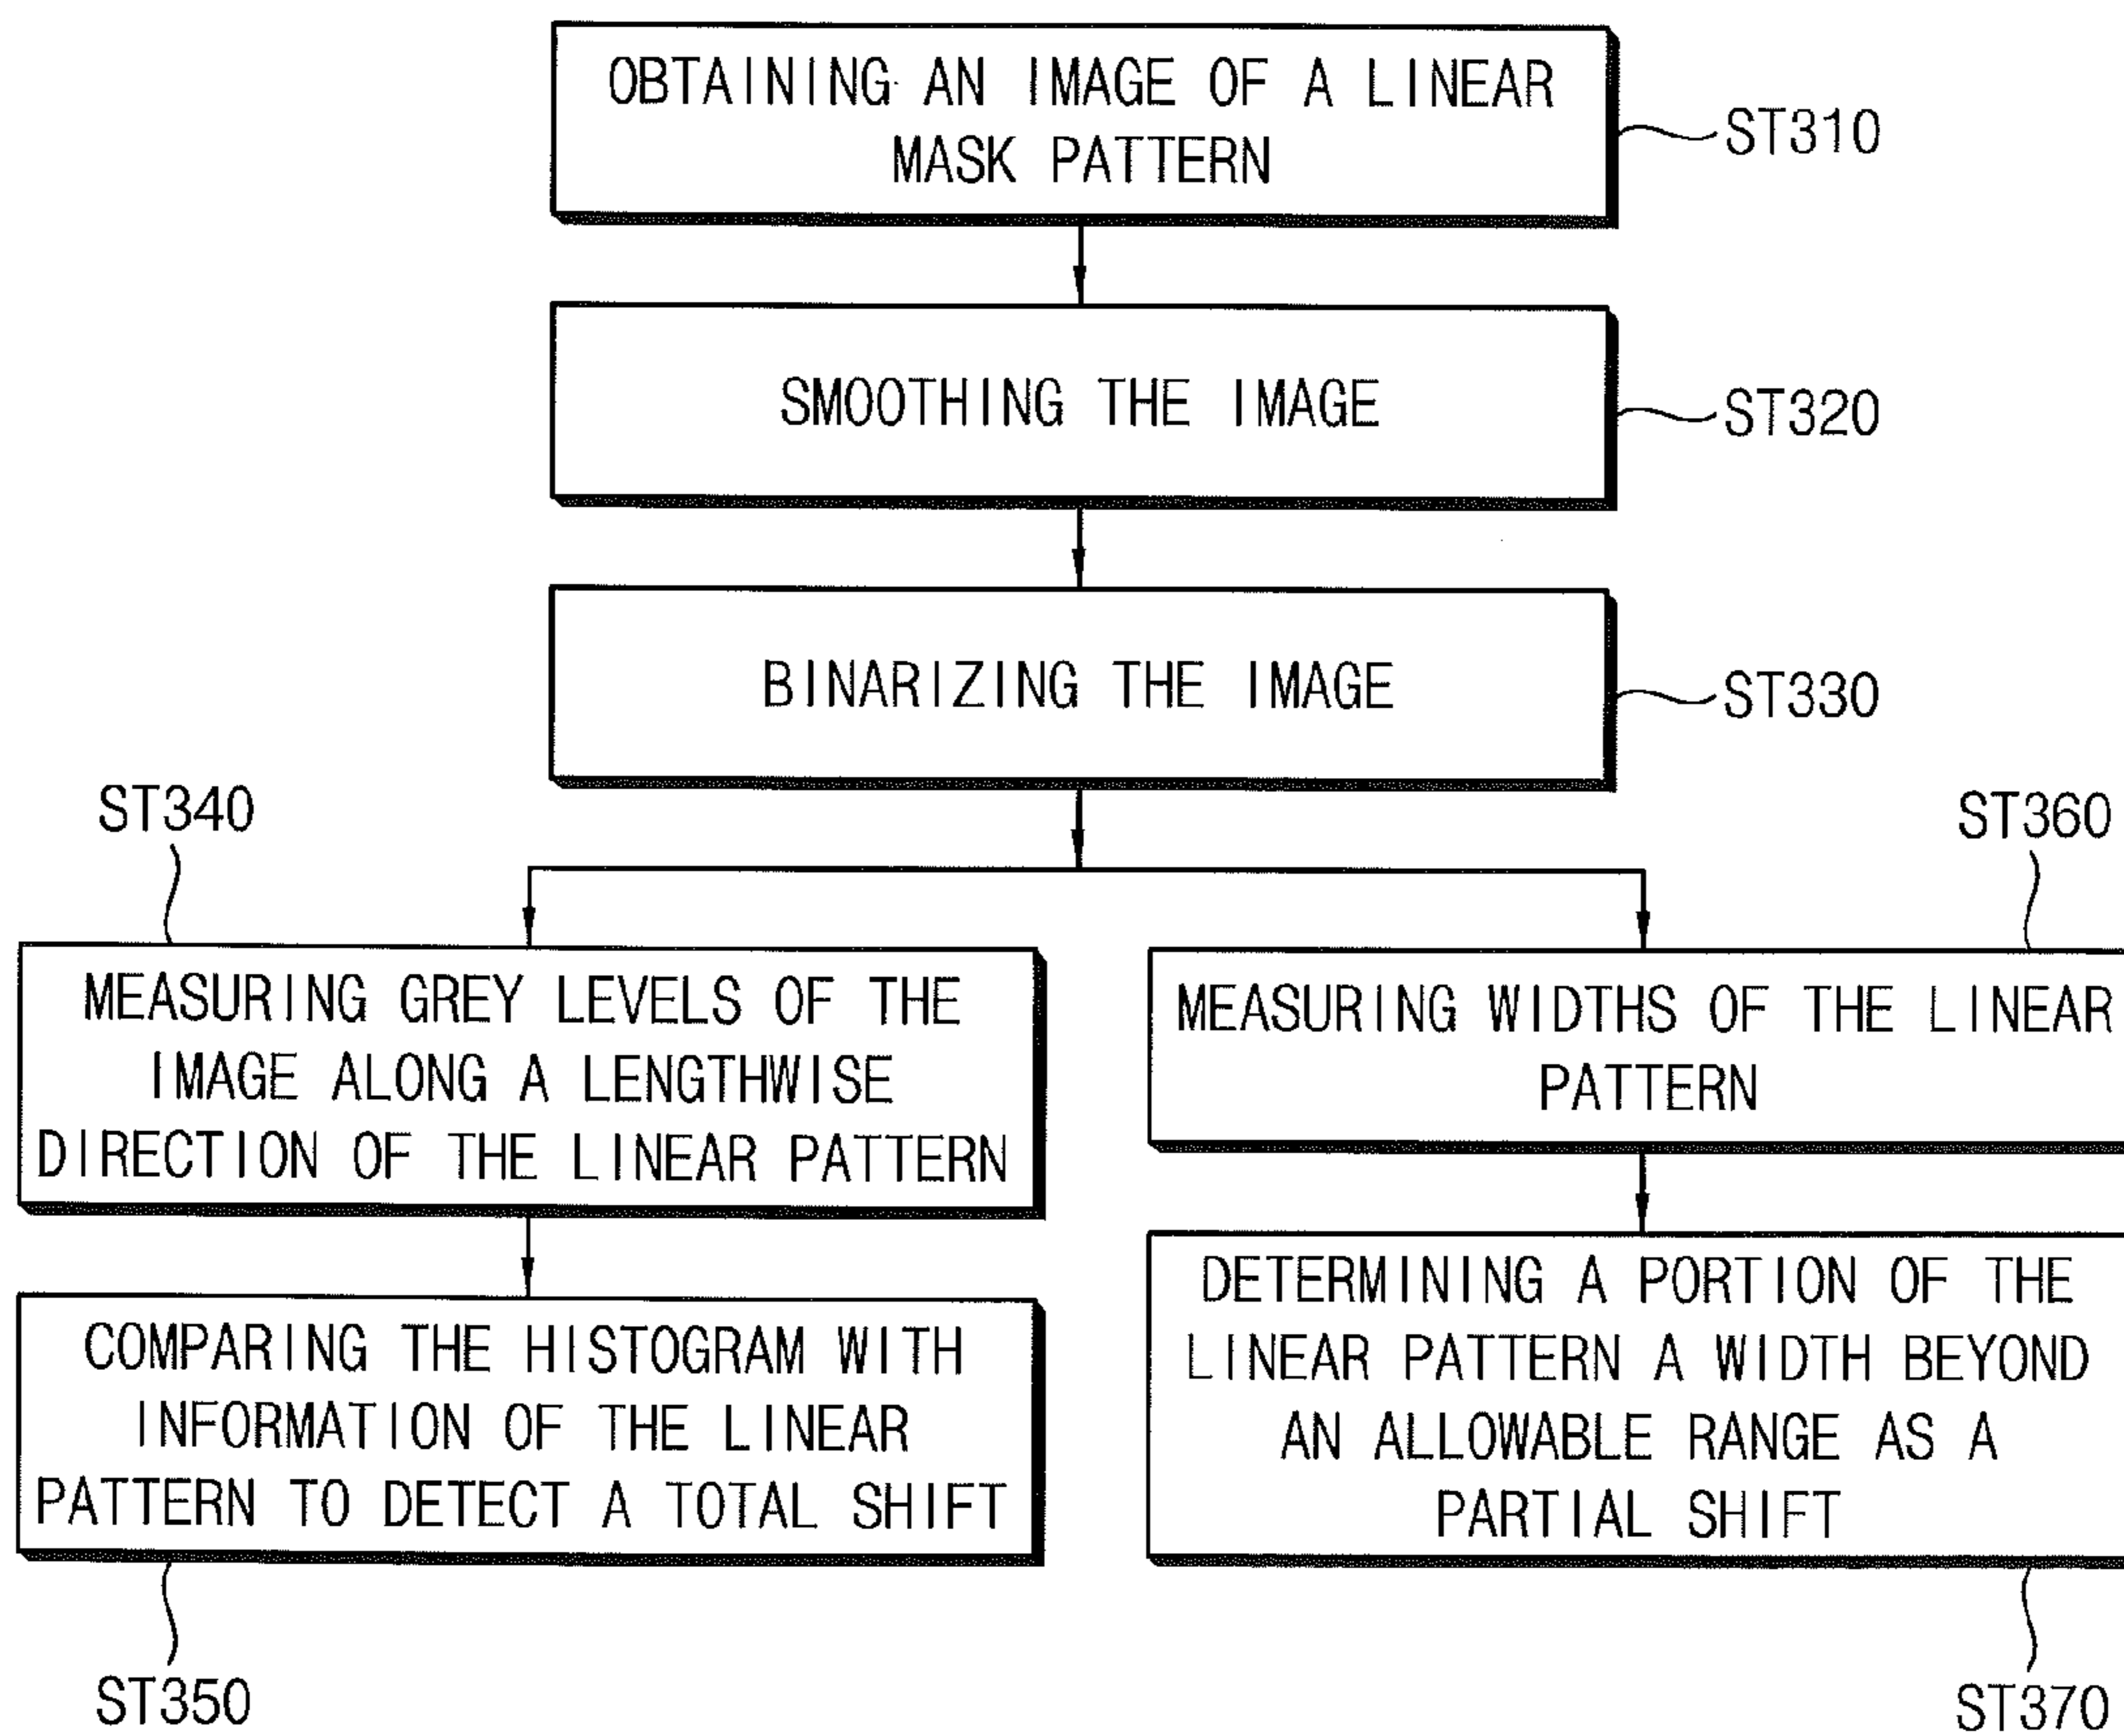 OBTAINING AN IMAGE OF A LINEAR
MASK PATTERN
ST310
SMOOTHING THE IMAGE
ST320
BINARIZING THE IMAGE
ST330
ST340
MEASURING GREY LEVELS OF THE
IMAGE ALONG A LENGTHWISE
DIRECTION OF THE LINEAR PATTERN
COMPARING THE HISTOGRAM WITH
INFORMATION OF THE LINEAR
PATTERN TO DETECT A TOTAL SHIFT
ST350
ST360
MEASURING WIDTHS OF THE LINEAR
PATTERN
DETERMINING A PORTION OF THE
LINEAR PATTERN A WIDTH BEYOND
AN ALLOWABLE RANGE AS A
PARTIAL SHIFT
ST370